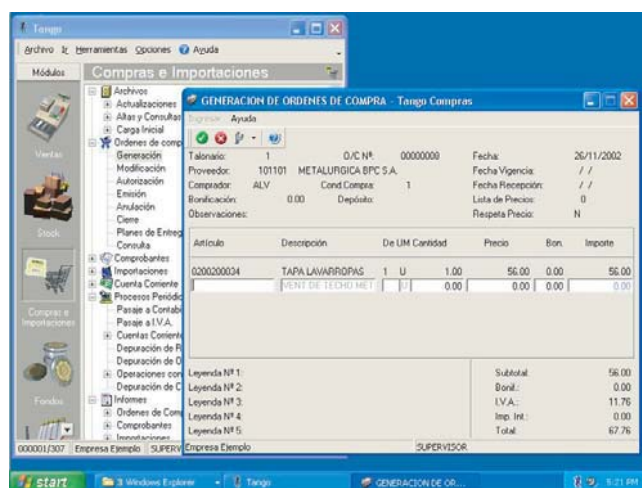 Tango
Archivo Ir Herramientas Opciones Ayuda
Módulos
Compras e Importaciones
Ventas
Stock
Compras e Importaciones
Fondos
Archivos
Actualizaciones
Altas y Consultas
Carga Inicial
Ordenes de comp
Generación
Modificación
Autorización
Emisión
Anulación
Cierre
Planes de Entreg
Consulta
Comprobantes
Importaciones
Cuenta Corriente
Procesos Periódic
Pasaje a Contabi
Pasaje a I.V.A.
Cuentas Corrient
Depuración de R
Depuración de O
Operaciones con
Depuración de C
Informes
Ordenes de Com
Comprobantes
Importaciones
000001/307 Empresa Ejemplo SUPERV
GENERACION DE ORDENES DE COMPRA - Tango Compras
Ingresar Ayuda
Talonario: 1 O/C Nº: 00000000 Fecha: 26/11/2002
Proveedor: 101101 METALURGICA BPC S.A. Fecha Vigencia: / /
Comprador: ALV Cond.Compra: 1 Fecha Recepción: / /
Bonificación: 0.00 Depósito: Lista de Precios: 0
Observaciones: Respeta Precio: N
Artículo Descripción De UM Cantidad Precio Bon. Importe
0200200034 TAPA LAVARROPAS 1 U 1.00 56.00 0.00 56.00
VENT DE TECHO MET U 0.00 0.00 0.00 0.00
Leyenda Nº 1: Subtotal: 56.00
Leyenda Nº 2: Bonif.: 0.00
Leyenda Nº 3: I.V.A.: 11.76
Leyenda Nº 4: Imp. Int.: 0.00
Leyenda Nº 5: Total: 67.76
Empresa Ejemplo SUPERVISOR
start 3 Windows Explorer Tango GENERACION DE OR... 5:21 PM